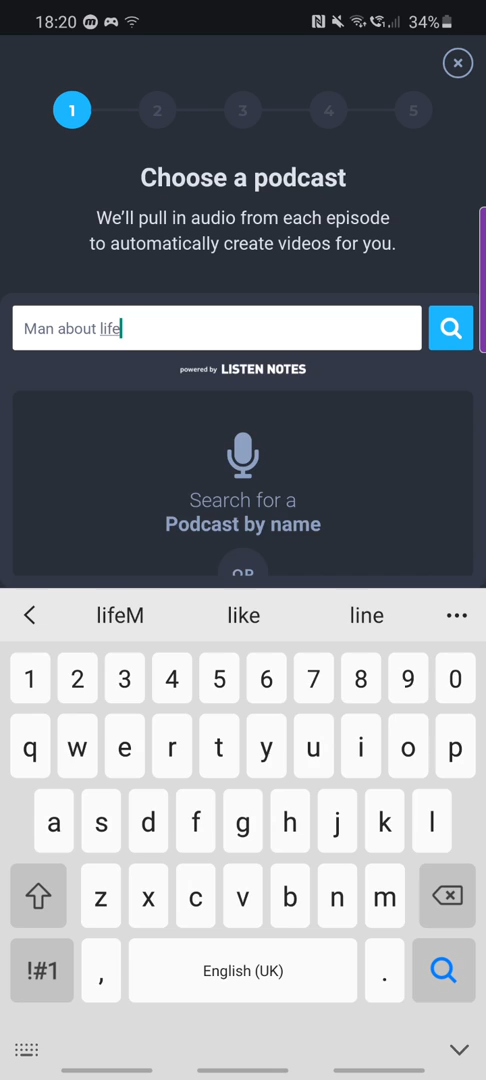 18:20 34%
1 2 3 4 5
Choose a podcast
We'll pull in audio from each episode
to automatically create videos for you.
Man about life
powered by LISTEN NOTES
Search for a
Podcast by name
OR
lifeM like line
1 2 3 4 5 6 7 8 9 0
q w e r t y u i o p
a s d f g h j k l
z x c v b n m
!#1 , English (UK) .